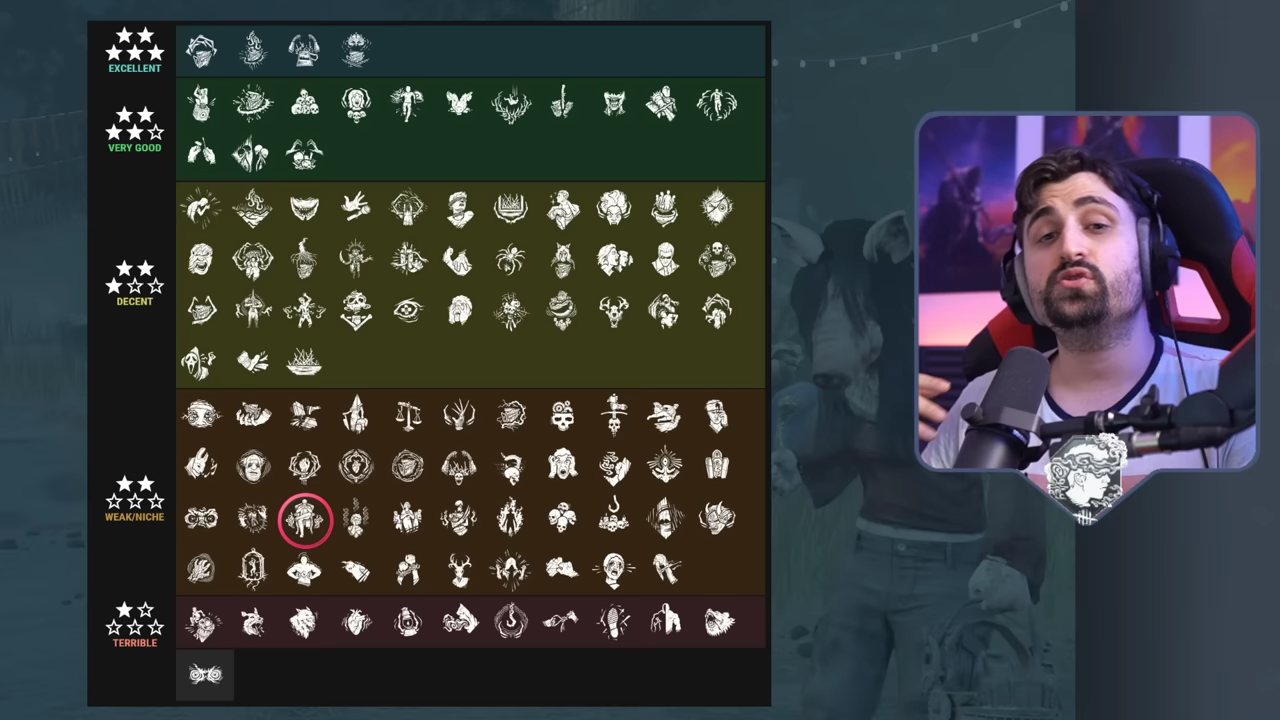 EXCELLENT
VERY GOOD
DECENT
WEAK/NICHE
TERRIBLE